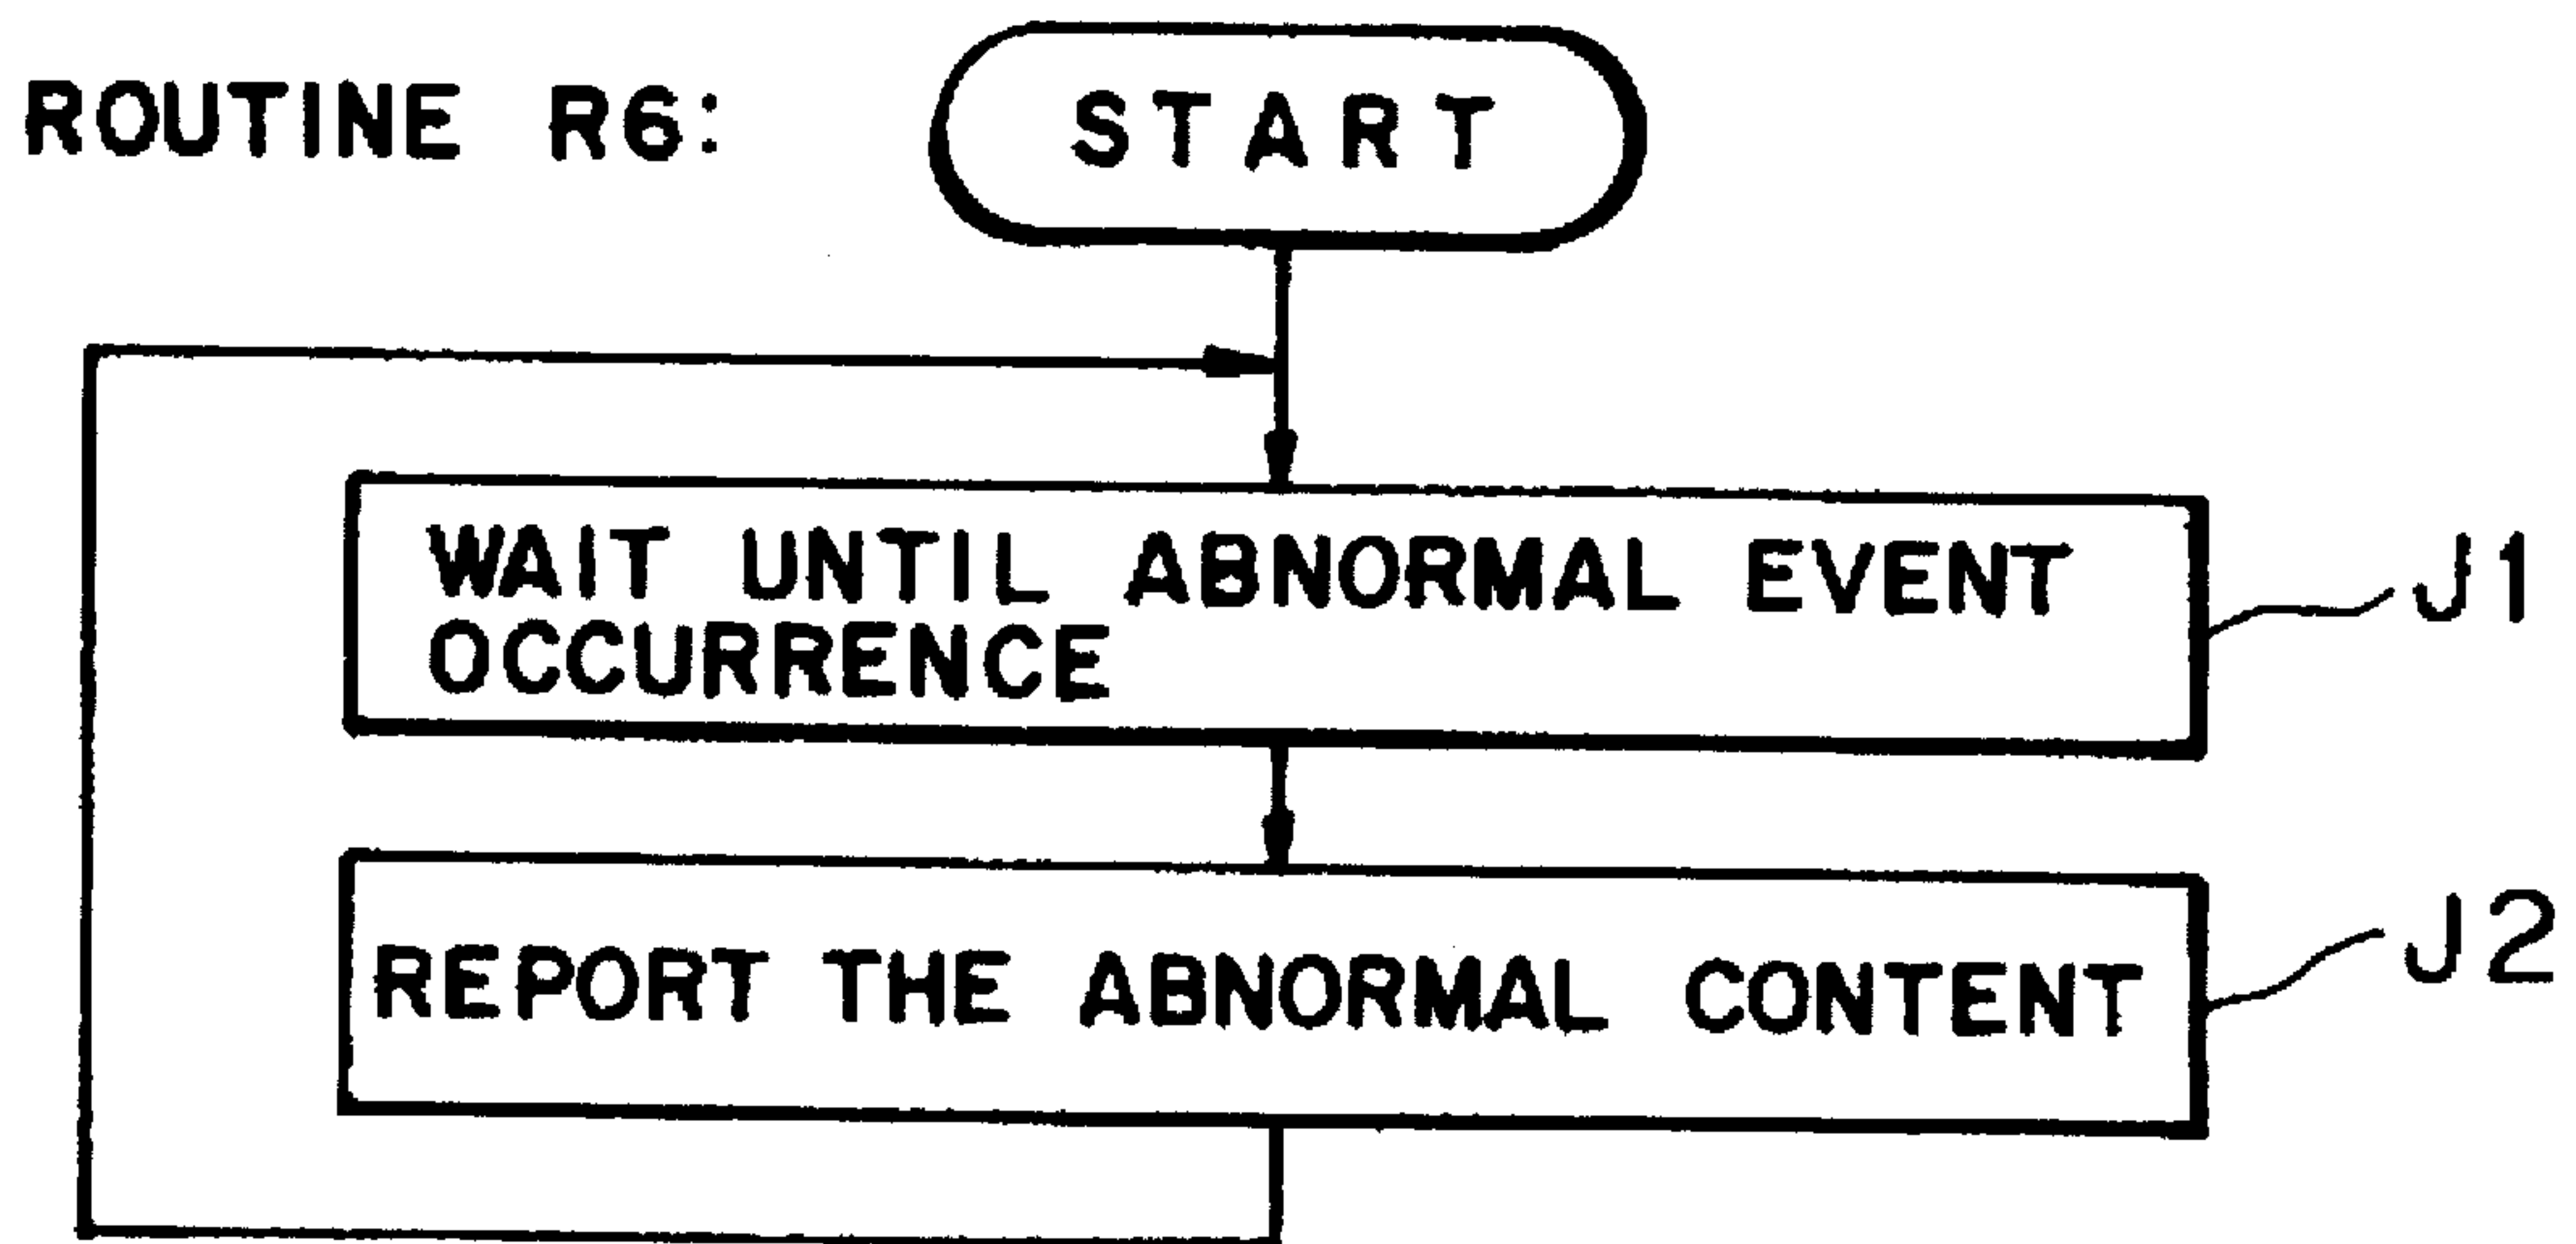 ROUTINE R6:
START
WAIT UNTIL ABNORMAL EVENT
OCCURRENCE
J1
REPORT THE ABNORMAL CONTENT
J2